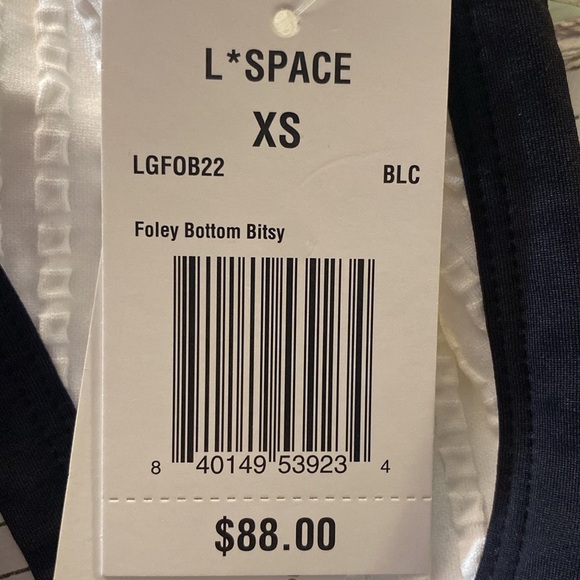 L*SPACE
XS
LGFOB22 BLC
Foley Bottom Bitsy
8 40149 53923 4
$88.00